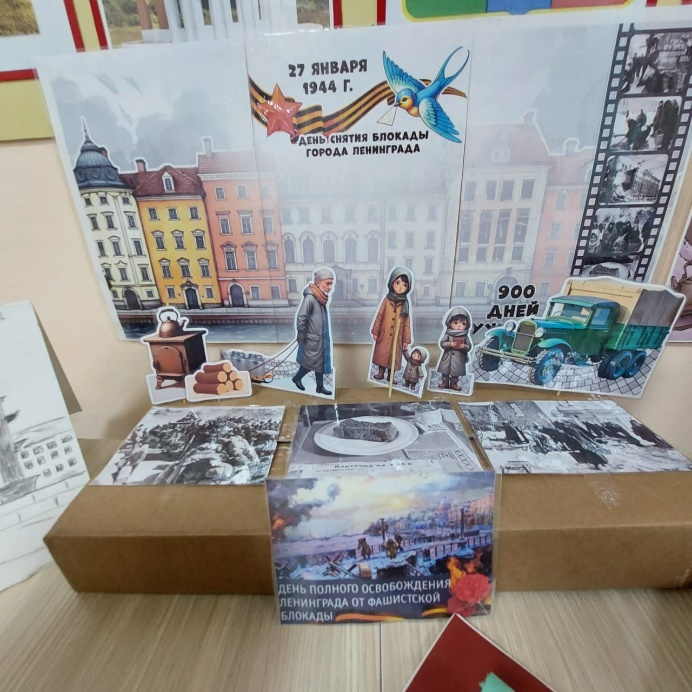 27 ЯНВАРЯ
1944 Г.
ДЕНЬ СНЯТИЯ БЛОКАДЫ
ГОРОДА ЛЕНИНГРАДА
900
ДНЕЙ
ДЕНЬ ПОЛНОГО ОСВОБОЖДЕНИЯ
ЛЕНИНГРАДА ОТ ФАШИСТСКОЙ
БЛОКАДЫ